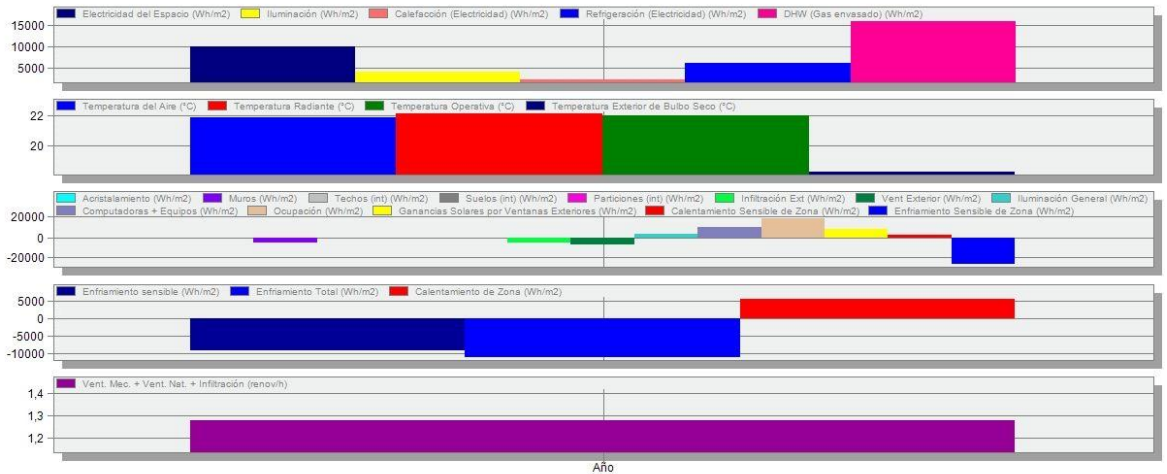 Electricidad del Espacio (Wh/m2) Iluminación (Wh/m2) Calefacción (Electricidad) (Wh/m2) Refrigeración (Electricidad) (Wh/m2) DHW (Gas envasado) (Wh/m2)
15000
10000
5000
Temperatura del Aire (°C) Temperatura Radiante (°C) Temperatura Operativa (°C) Temperatura Exterior de Bulbo Seco (°C)
22
20
Acristalamiento (Wh/m2) Muros (Wh/m2) Techos (int) (Wh/m2) Suelos (int) (Wh/m2) Particiones (int) (Wh/m2) Infiltración Ext (Wh/m2) Vent Exterior (Wh/m2) Iluminación General (Wh/m2)
Computadoras + Equipos (Wh/m2) Ocupación (Wh/m2) Ganancias Solares por Ventanas Exteriores (Wh/m2) Calentamiento Sensible de Zona (Wh/m2) Enfriamiento Sensible de Zona (Wh/m2)
20000
0
-20000
Enfriamiento sensible (Wh/m2) Enfriamiento Total (Wh/m2) Calentamiento de Zona (Wh/m2)
5000
0
-5000
-10000
Vent. Mec. + Vent. Nat. + Infiltración (renov/h)
1,4
1,3
1,2
Año